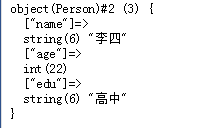 object(Person)#2 (3) {
["name"]=>
string(6) "李四"
["age"]=>
int(22)
["edu"]=>
string(6) "高中"
}